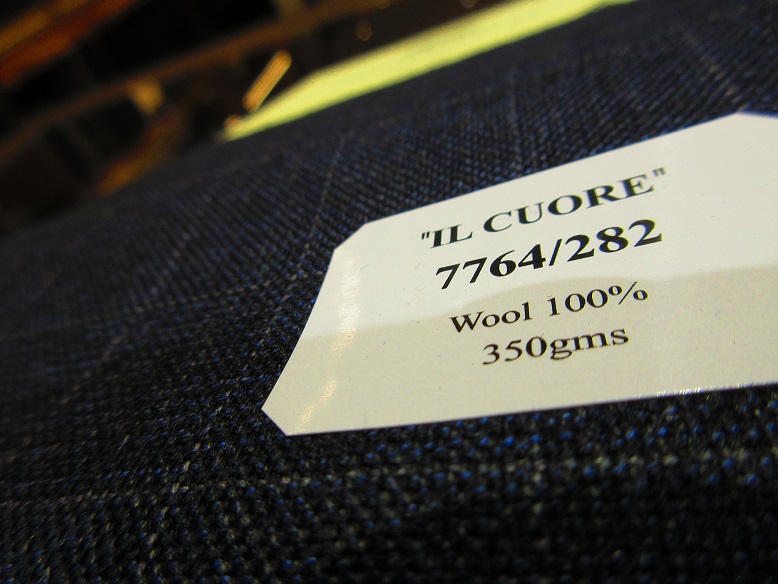 "IL CUORE"
7764/282
Wool 100%
350gms